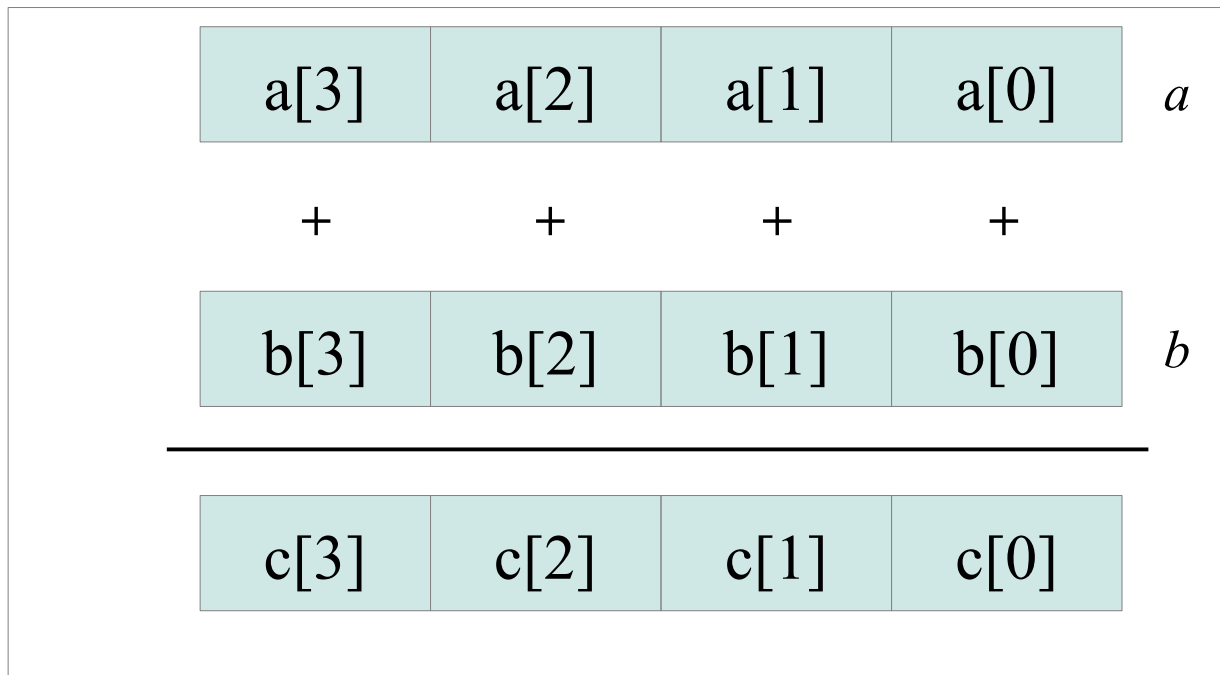 a[3] a[2] a[1] a[0] a
+ + + +
b[3] b[2] b[1] b[0] b
c[3] c[2] c[1] c[0]